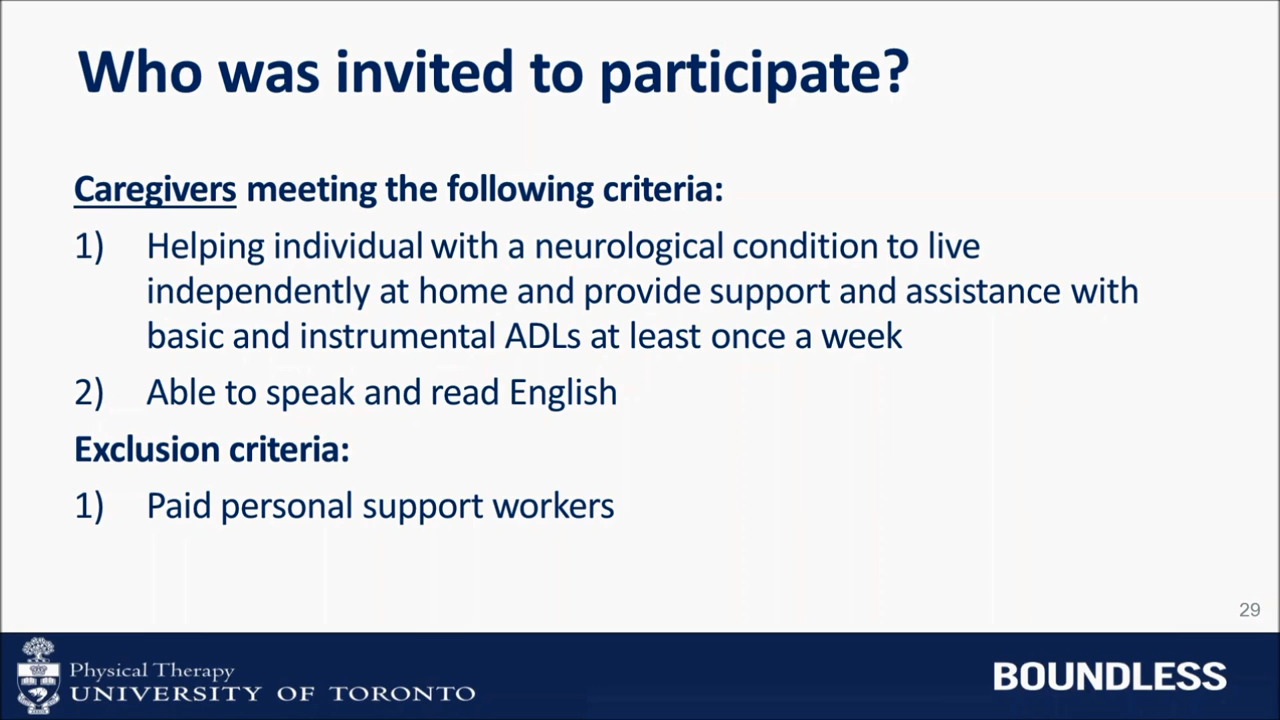 Who was invited to participate?
Caregivers meeting the following criteria:
1) Helping individual with a neurological condition to live
independently at home and provide support and assistance with
basic and instrumental ADLs at least once a week
2) Able to speak and read English
Exclusion criteria:
1) Paid personal support workers
29
Physical Therapy
UNIVERSITY OF TORONTO
BOUNDLESS